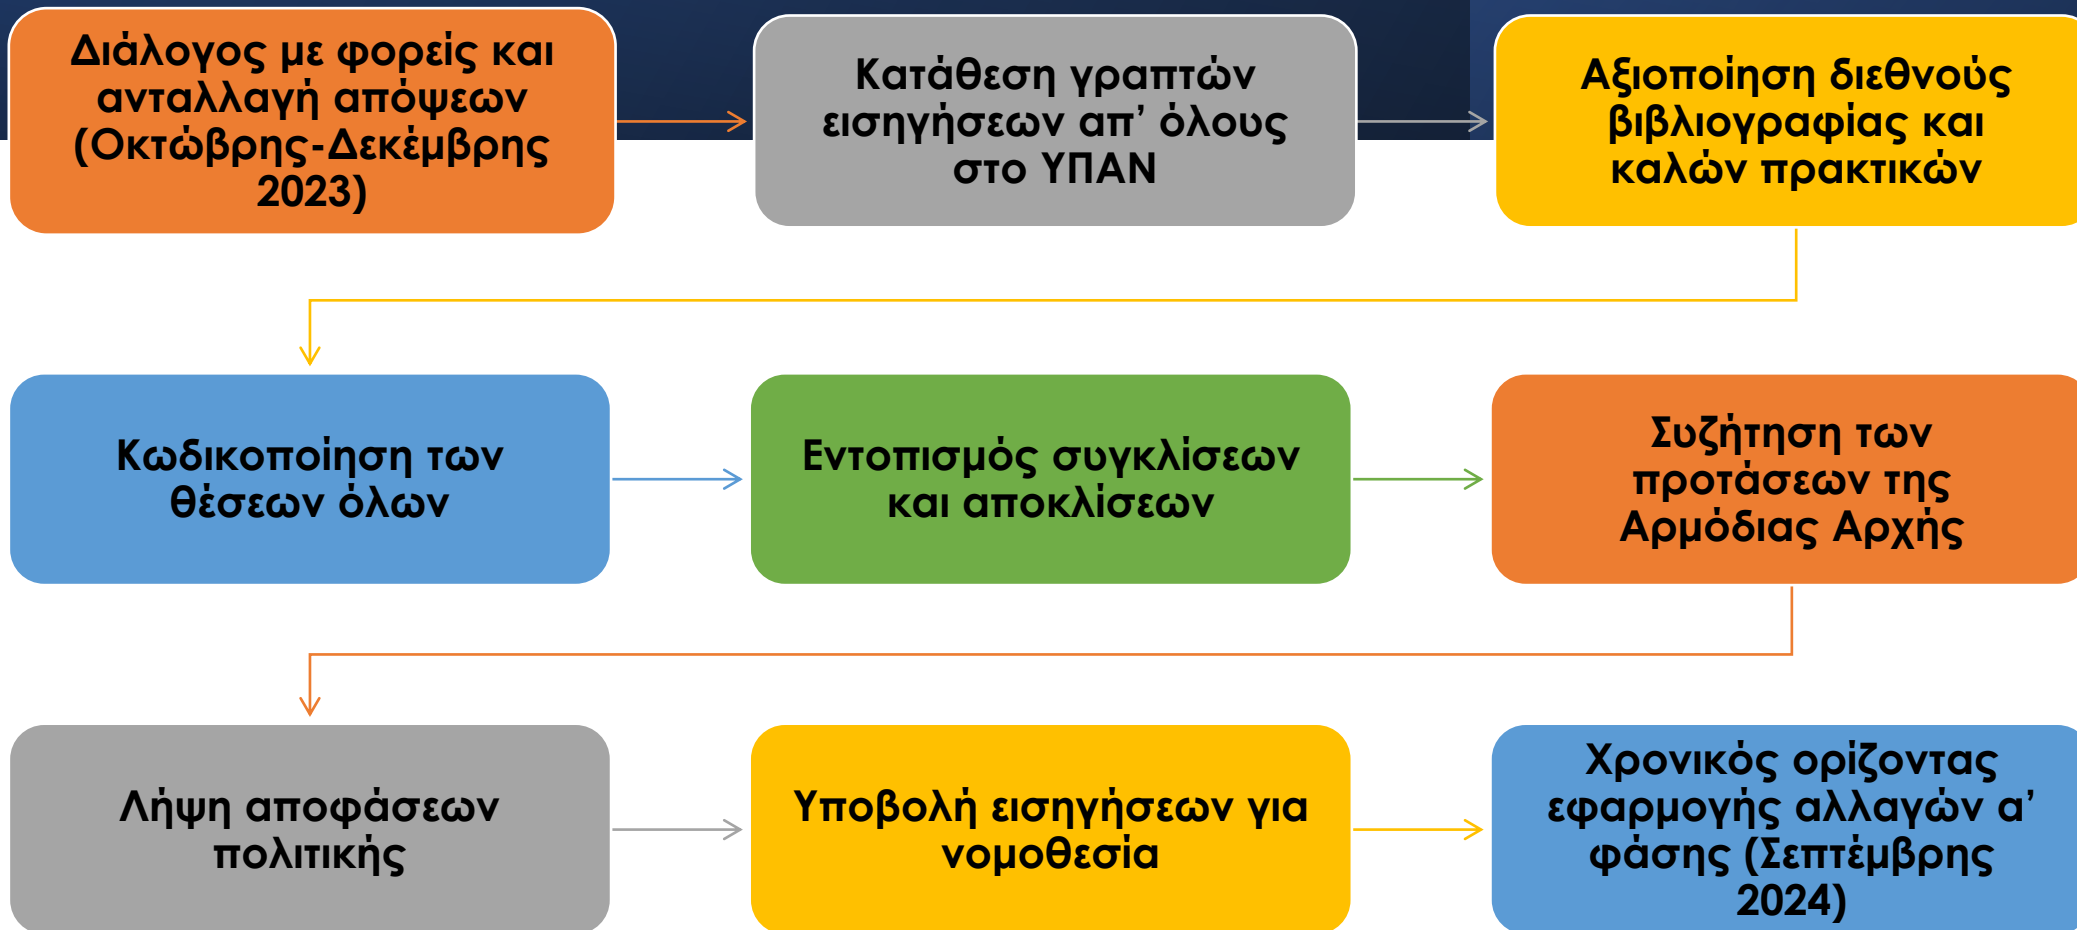 Διάλογος με φορείς και
ανταλλαγή απόψεων
(Οκτώβρης-Δεκέμβρης
2023)
Κατάθεση γραπτών
εισηγήσεων απ’ όλους
στο ΥΠΑΝ
Αξιοποίηση διεθνούς
βιβλιογραφίας και
καλών πρακτικών
Κωδικοποίηση των
θέσεων όλων
Εντοπισμός συγκλίσεων
και αποκλίσεων
Συζήτηση των
προτάσεων της
Αρμόδιας Αρχής
Λήψη αποφάσεων
πολιτικής
Υποβολή εισηγήσεων για
νομοθεσία
Χρονικός ορίζοντας
εφαρμογής αλλαγών α’
φάσης (Σεπτέμβρης
2024)